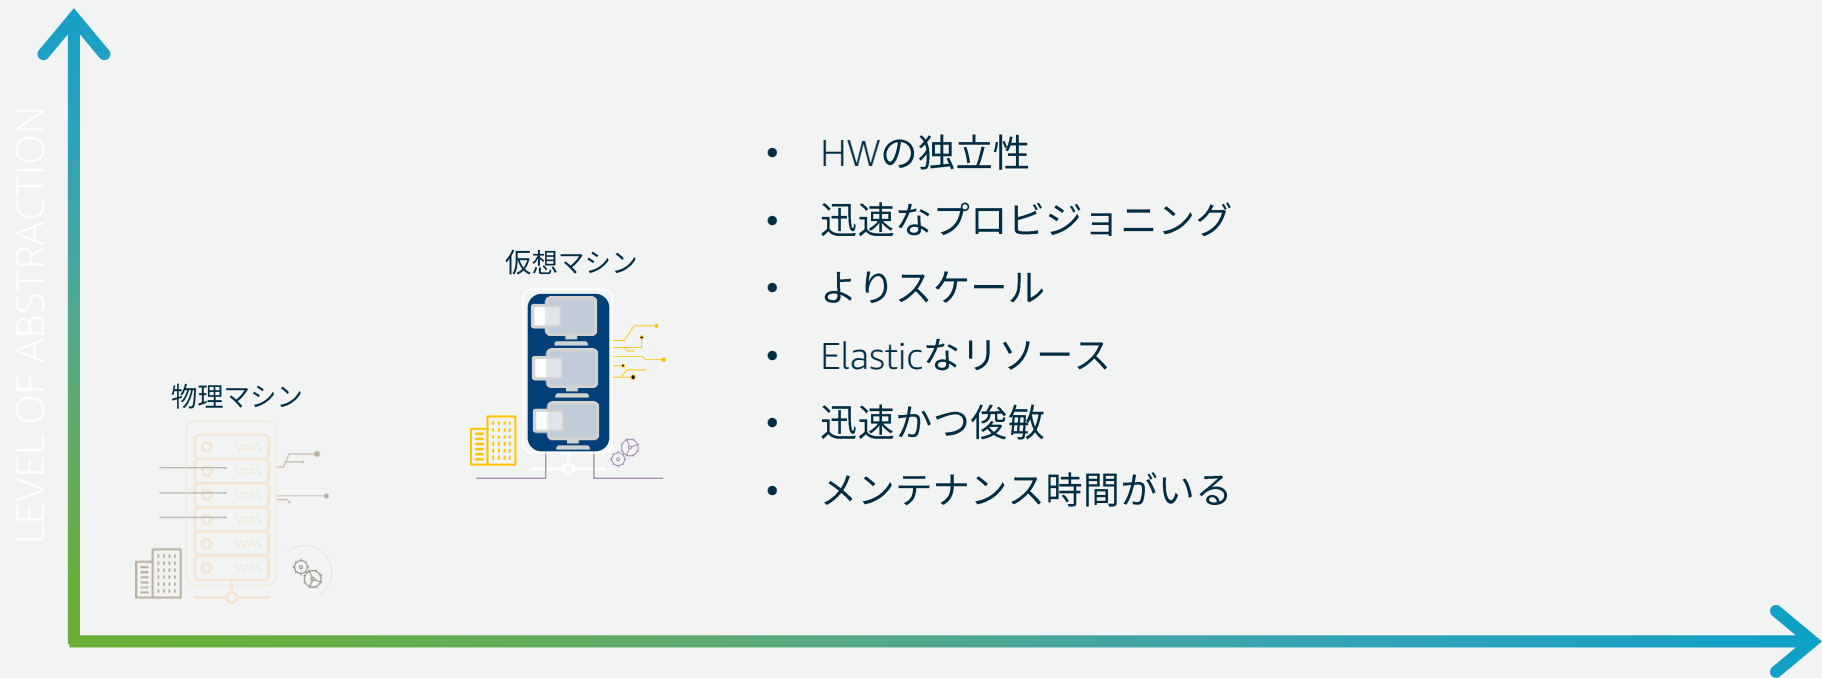 LEVEL OF ABSTRACTION
物理マシン
仮想マシン
• HWの独立性
• 迅速なプロビジョニング
• よりスケール
• Elasticなリソース
• 迅速かつ俊敏
• メンテナンス時間がいる